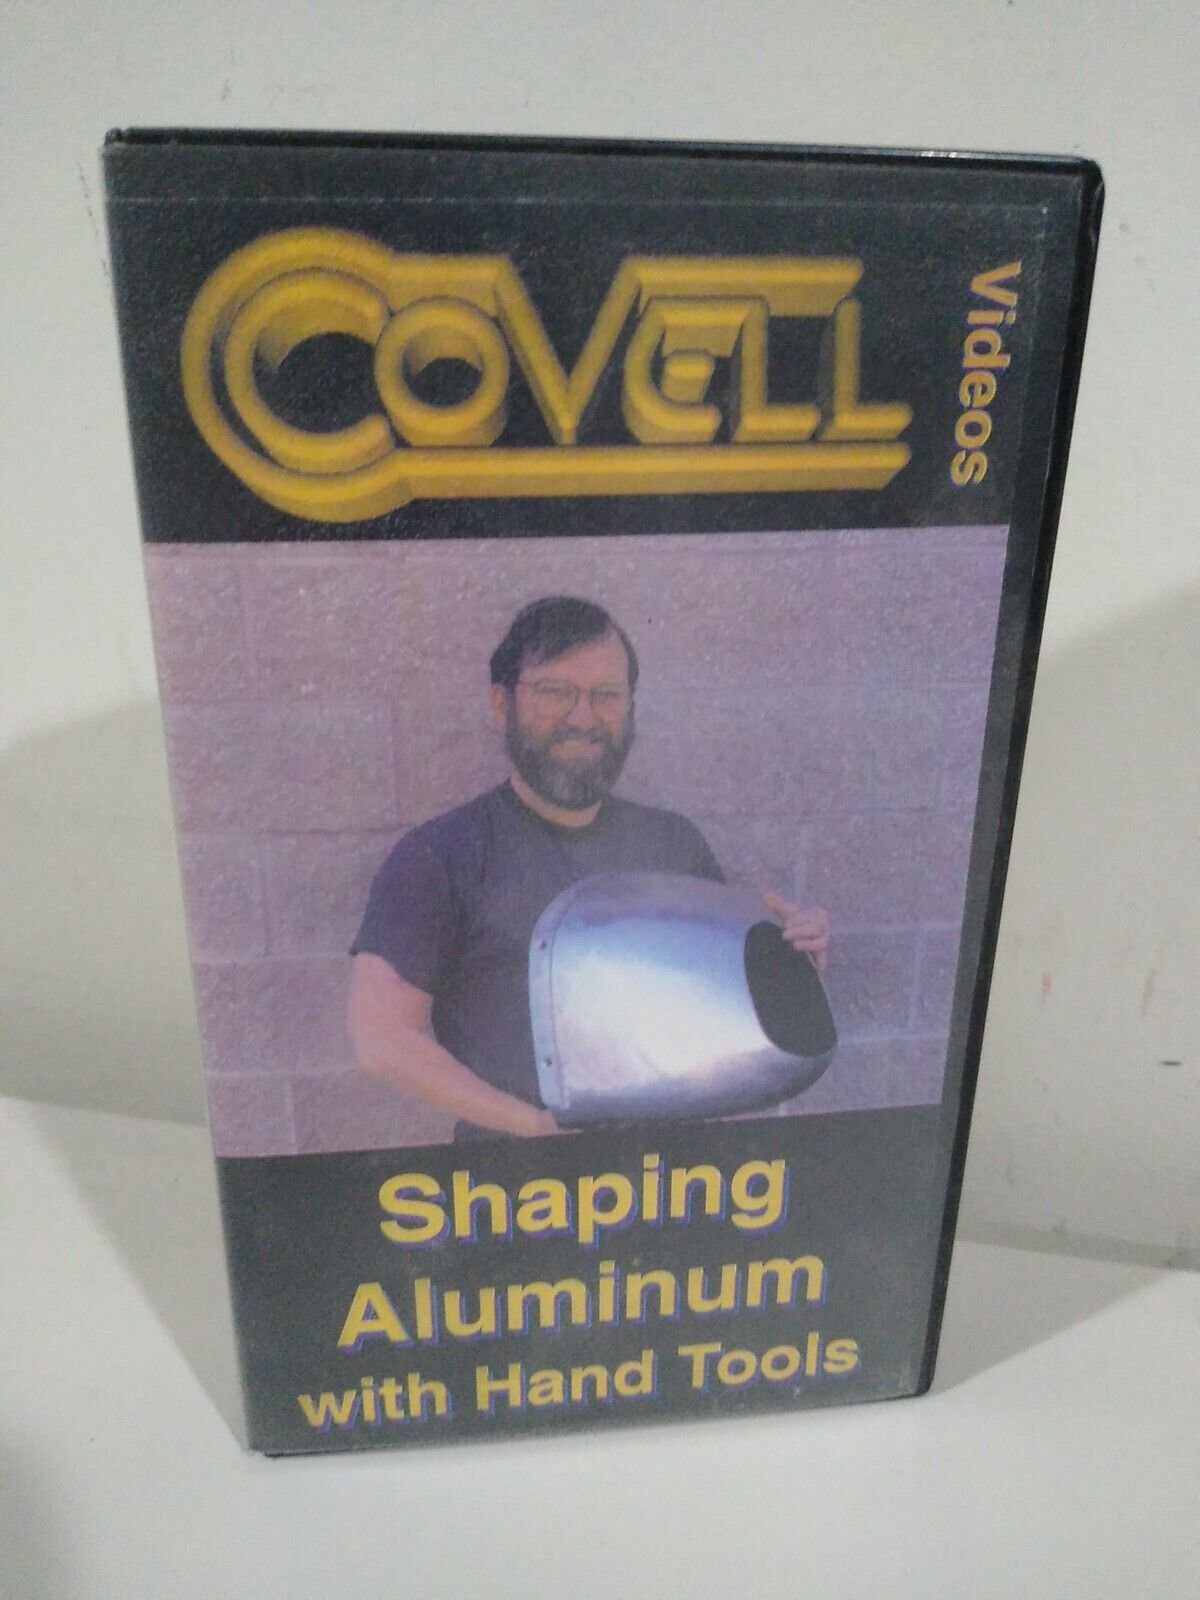 COVELL
Videos
Shaping
Aluminum
with Hand Tools